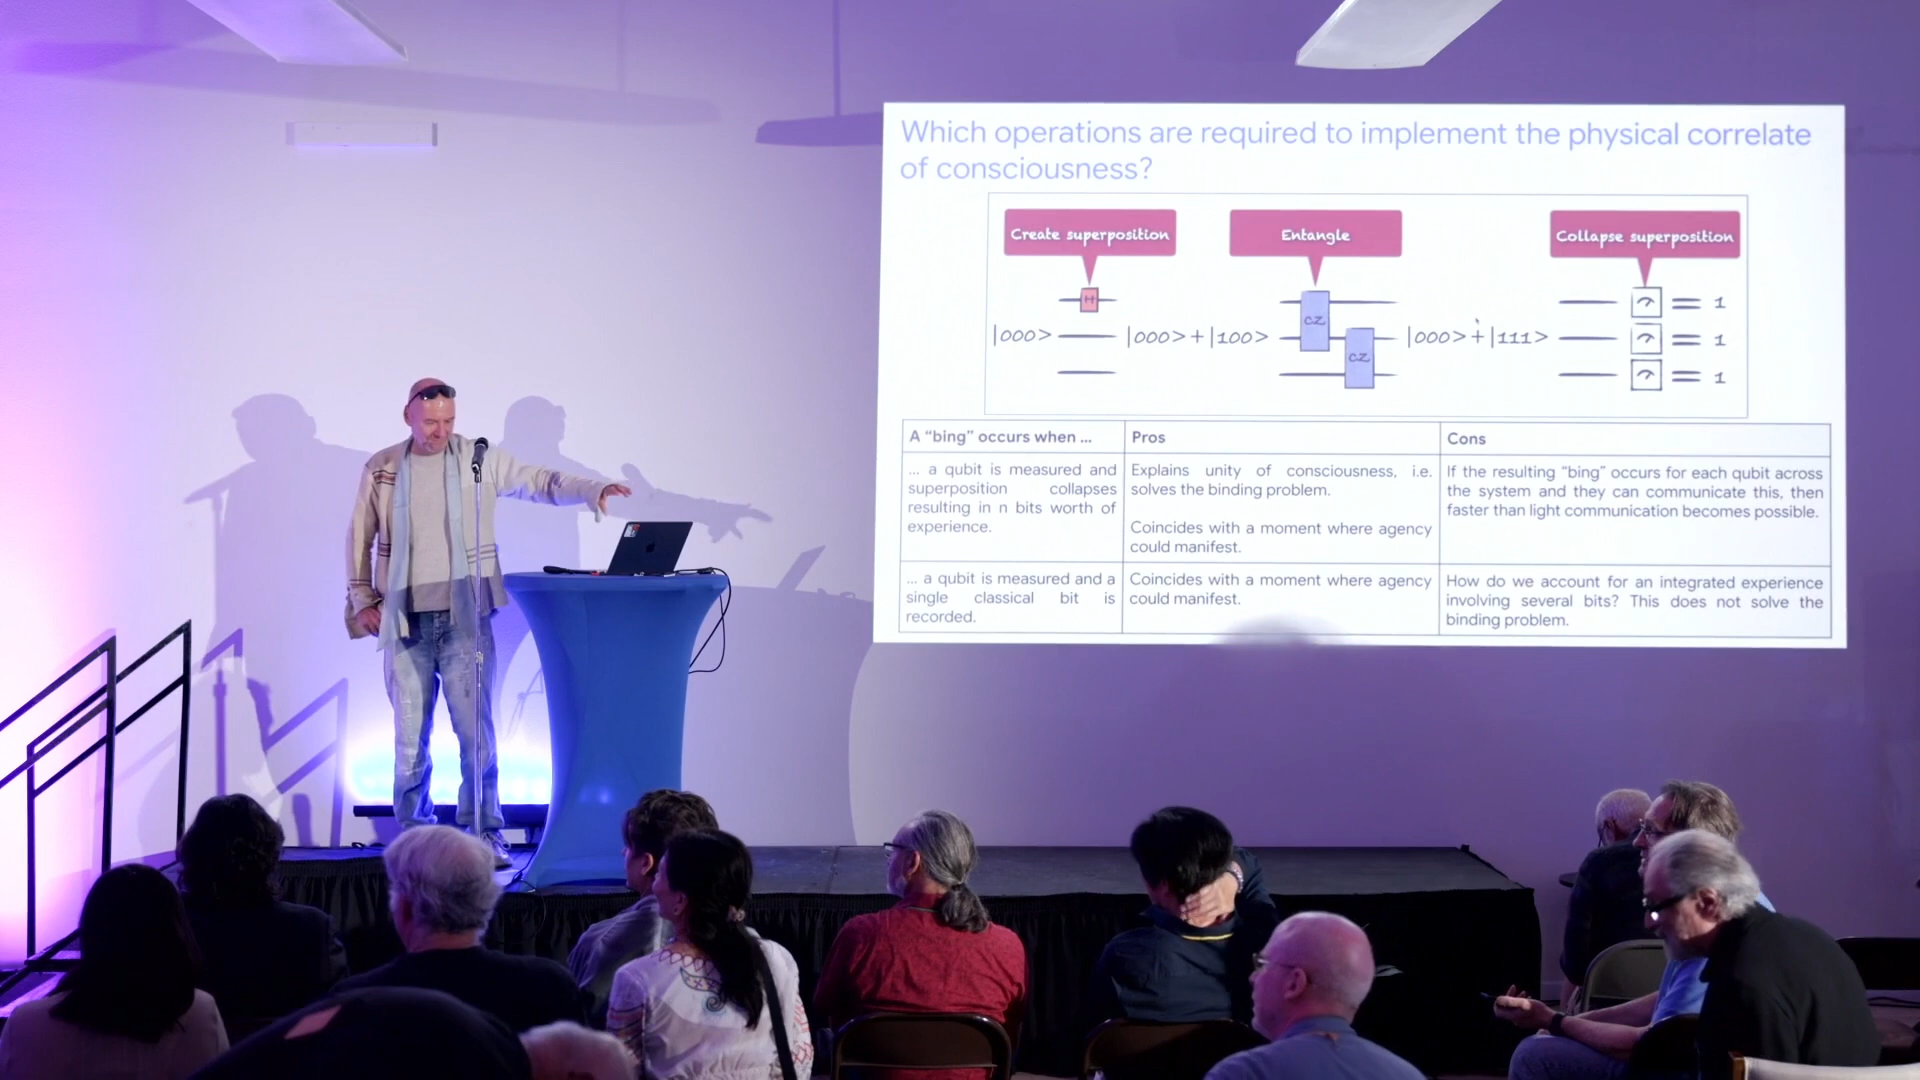 Which operations are required to implement the physical correlate
of consciousness?
Create superposition
Entangle
Collapse superposition
H
|000>
|000>+|100>
CZ
CZ
|000>+|111>
= 1
= 1
= 1
A “bing” occurs when ...
Pros
Cons
... a qubit is measured and
superposition collapses
resulting in n bits worth of
experience.
Explains unity of consciousness, i.e.
solves the binding problem.
Coincides with a moment where agency
could manifest.
If the resulting “bing” occurs for each qubit across
the system and they can communicate this, then
faster than light communication becomes possible.
... a qubit is measured and a
single classical bit is
recorded.
Coincides with a moment where agency
could manifest.
How do we account for an integrated experience
involving several bits? This does not solve the
binding problem.